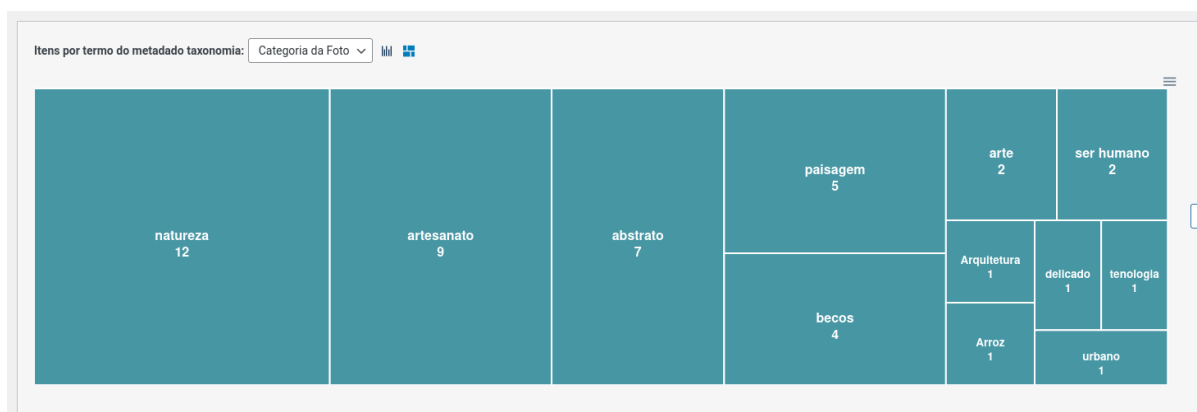 Itens por termo do metadado taxonomia: Categoria da Foto
natureza
12
artesanato
9
abstrato
7
paisagem
5
becos
4
arte
2
ser humano
2
Arquitetura
1
Arroz
1
delicado
1
tenologia
1
urbano
1